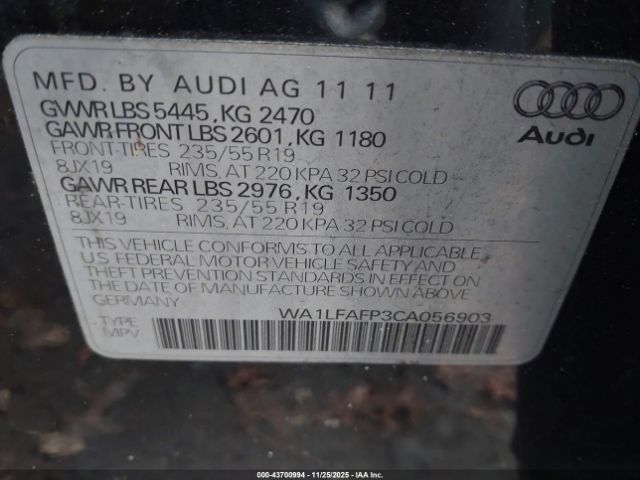 MFD. BY AUDI AG 11 11
GVWR LBS 5445, KG 2470
GAWR FRONT LBS 2601, KG 1180
FRONT-TIRES 235/55 R19
8JX19 RIMS, AT 220 KPA 32 PSI COLD
GAWR REAR LBS 2976, KG 1350
REAR-TIRES 235/55 R19
8JX19 RIMS, AT 220 KPA 32 PSI COLD
THIS VEHICLE CONFORMS TO ALL APPLICABLE
U.S. FEDERAL MOTOR VEHICLE SAFETY AND
THEFT PREVENTION STANDARDS IN EFFECT ON
THE DATE OF MANUFACTURE SHOWN ABOVE.
GERMANY
WA1LFAFP3CA056903
TYPE
MPV
Audi
000-43700994 - 11/25/2025 - IAA Inc.